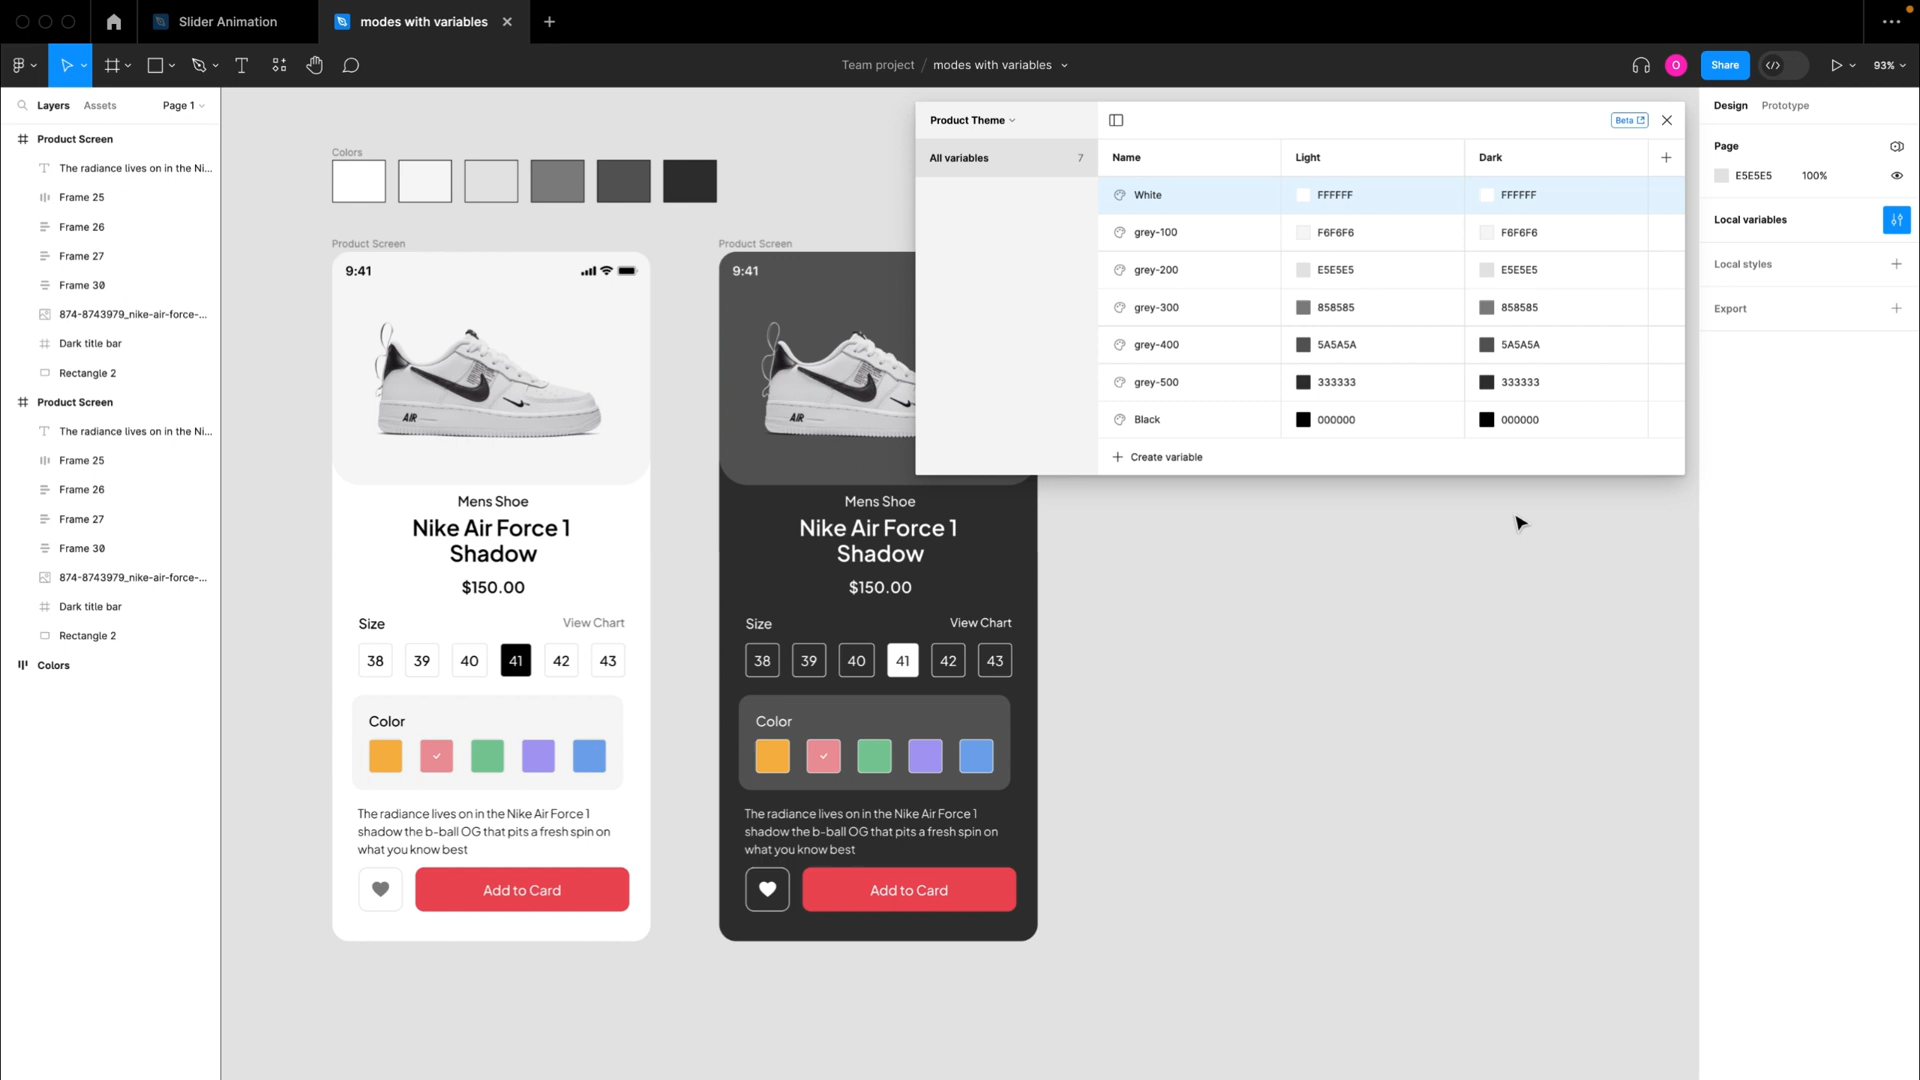 Slider Animation
modes with variables
Team project / modes with variables
O
Share
93%
Layers
Assets
Page 1
Product Screen
The radiance lives on in the Ni...
Frame 25
Frame 26
Frame 27
Frame 30
874-8743979_nike-air-force-...
Dark title bar
Rectangle 2
Product Screen
The radiance lives on in the Ni...
Frame 25
Frame 26
Frame 27
Frame 30
874-8743979_nike-air-force-...
Dark title bar
Rectangle 2
Colors
Colors
Product Screen
9:41
AIR
Mens Shoe
Nike Air Force 1
Shadow
$150.00
Size
View Chart
38 39 40 41 42 43
Color
The radiance lives on in the Nike Air Force 1
shadow the b-ball OG that pits a fresh spin on
what you know best
Add to Card
Product Screen
9:41
AIR
Mens Shoe
Nike Air Force 1
Shadow
$150.00
Size
View Chart
38 39 40 41 42 43
Color
The radiance lives on in the Nike Air Force 1
shadow the b-ball OG that pits a fresh spin on
what you know best
Add to Card
Product Theme
Beta
All variables 7
Name Light Dark
White FFFFFF FFFFFF
grey-100 F6F6F6 F6F6F6
grey-200 E5E5E5 E5E5E5
grey-300 858585 858585
grey-400 5A5A5A 5A5A5A
grey-500 333333 333333
Black 000000 000000
Create variable
Design
Prototype
Page
E5E5E5 100%
Local variables
Local styles
Export